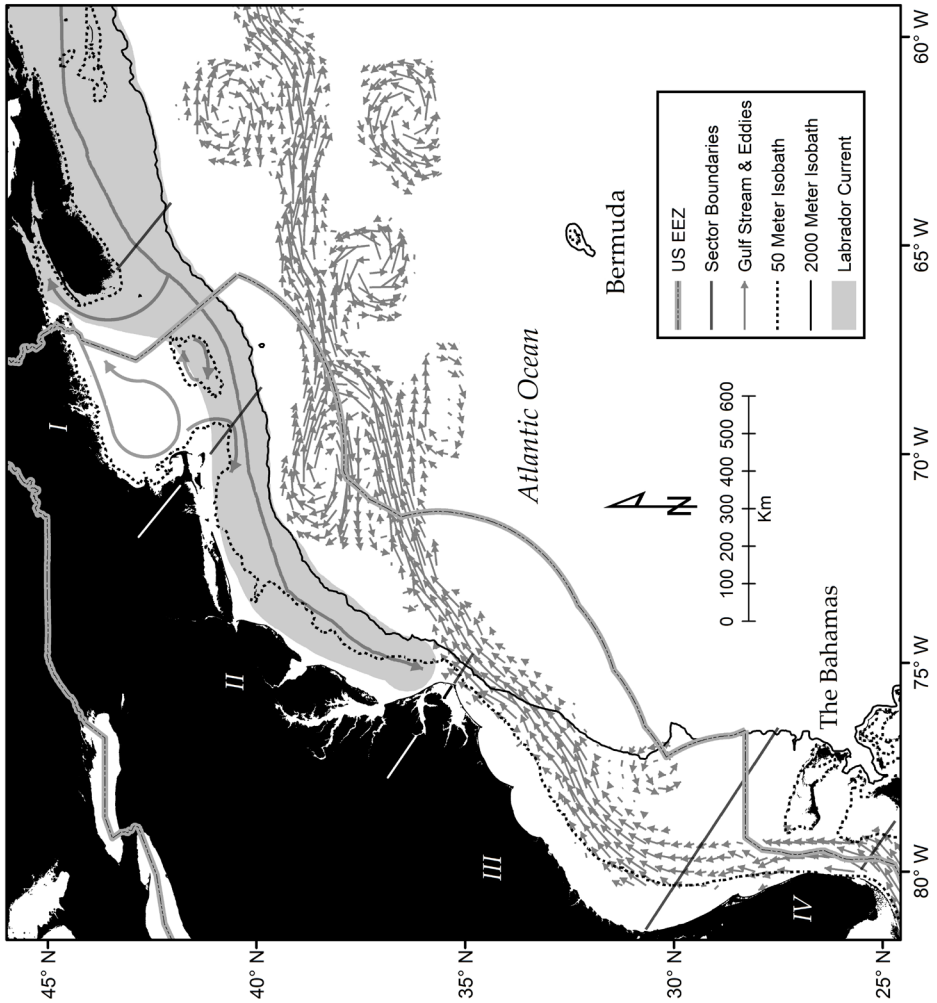 I
II
III
IV
Atlantic Ocean
Bermuda
The Bahamas
N
0 100 200 300 400 500 600
Km
US EEZ
Sector Boundaries
Gulf Stream & Eddies
50 Meter Isobath
2000 Meter Isobath
Labrador Current
45° N
40° N
35° N
30° N
25° N
80° W
75° W
70° W
65° W
60° W